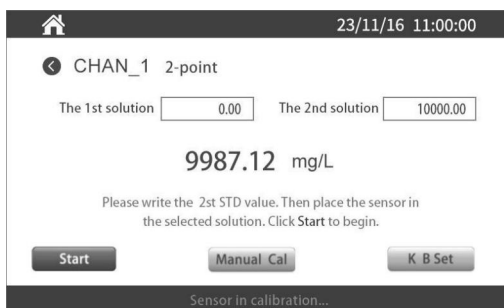 23/11/16 11:00:00
CHAN_1 2-point
The 1st solution 0.00 The 2nd solution 10000.00
9987.12 mg/L
Please write the 2st STD value. Then place the sensor in
the selected solution. Click Start to begin.
Start Manual Cal K B Set
Sensor in calibration...